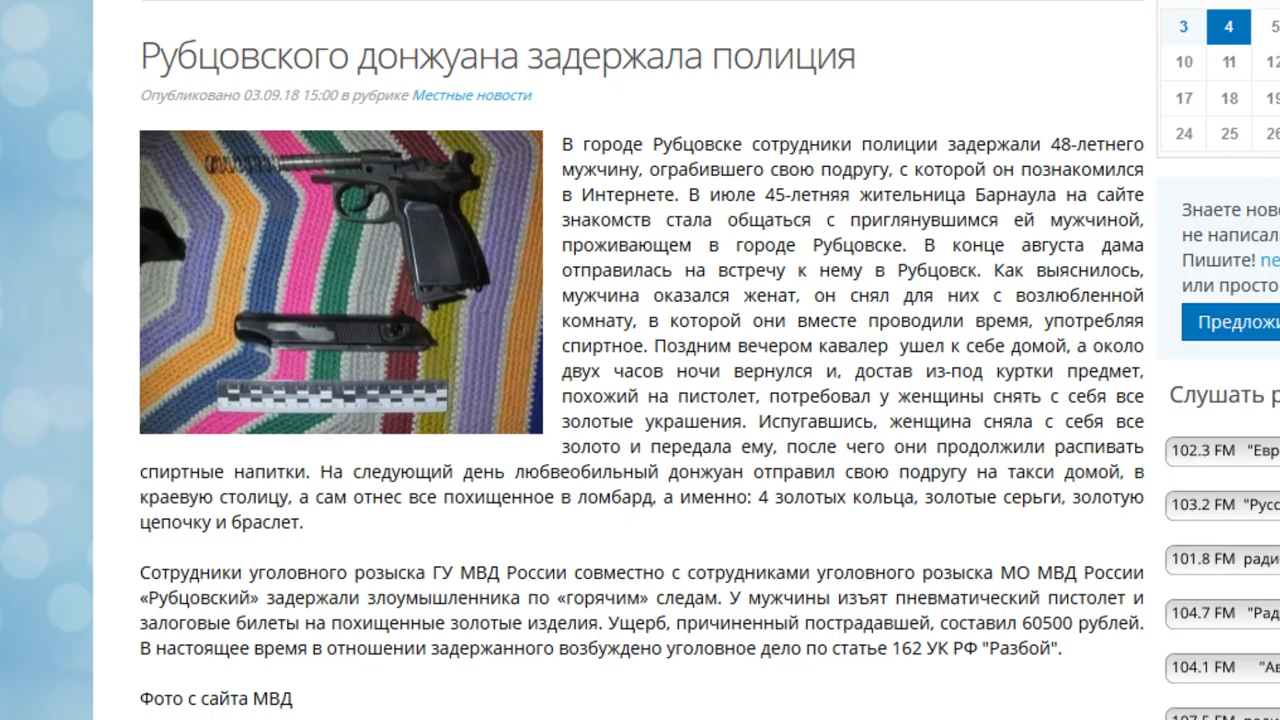 Рубцовского донжуана задержала полиция
Опубликовано 03.09.18 15:00 в рубрике Местные новости
В городе Рубцовске сотрудники полиции задержали 48-летнего
мужчину, ограбившего свою подругу, с которой он познакомился
в Интернете. В июле 45-летняя жительница Барнаула на сайте
знакомств стала общаться с приглянувшимся ей мужчиной,
проживающем в городе Рубцовске. В конце августа дама
отправилась на встречу к нему в Рубцовск. Как выяснилось,
мужчина оказался женат, он снял для них с возлюбленной
комнату, в которой они вместе проводили время, употребляя
спиртное. Поздним вечером кавалер ушел к себе домой, а около
двух часов ночи вернулся и, достав из-под куртки предмет,
похожий на пистолет, потребовал у женщины снять с себя все
золотые украшения. Испугавшись, женщина сняла с себя все
золото и передала ему, после чего они продолжили распивать
спиртные напитки. На следующий день любвеобильный донжуан отправил свою подругу на такси домой, в
краевую столицу, а сам отнес все похищенное в ломбард, а именно: 4 золотых кольца, золотые серьги, золотую
цепочку и браслет.
Сотрудники уголовного розыска ГУ МВД России совместно с сотрудниками уголовного розыска МО МВД России
«Рубцовский» задержали злоумышленника по «горячим» следам. У мужчины изъят пневматический пистолет и
залоговые билеты на похищенные золотые изделия. Ущерб, причиненный пострадавшей, составил 60500 рублей.
В настоящее время в отношении задержанного возбуждено уголовное дело по статье 162 УК РФ "Разбой".
Фото с сайта МВД
3 4 5
10 11 12
17 18 19
24 25 26
Знаете ново
не написал
Пишите! ne
или просто
Предложи
Слушать р
102.3 FM "Евр
103.2 FM "Русс
101.8 FM ради
104.7 FM "Рад
104.1 FM "Ав